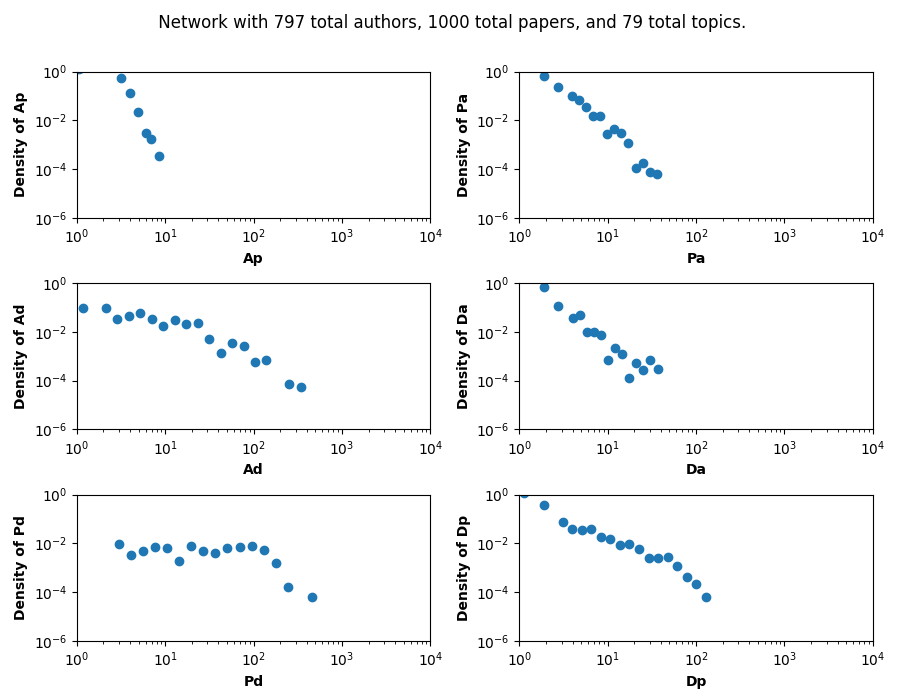 Network with 797 total authors, 1000 total papers, and 79 total topics.
10^0
10^-2
10^-4
10^-6
Density of Ap
10^0 10^1 10^2 10^3 10^4
Ap
10^0
10^-2
10^-4
10^-6
Density of Pa
10^0 10^1 10^2 10^3 10^4
Pa
10^0
10^-2
10^-4
10^-6
Density of Ad
10^0 10^1 10^2 10^3 10^4
Ad
10^0
10^-2
10^-4
10^-6
Density of Da
10^0 10^1 10^2 10^3 10^4
Da
10^0
10^-2
10^-4
10^-6
Density of Pd
10^0 10^1 10^2 10^3 10^4
Pd
10^0
10^-2
10^-4
10^-6
Density of Dp
10^0 10^1 10^2 10^3 10^4
Dp